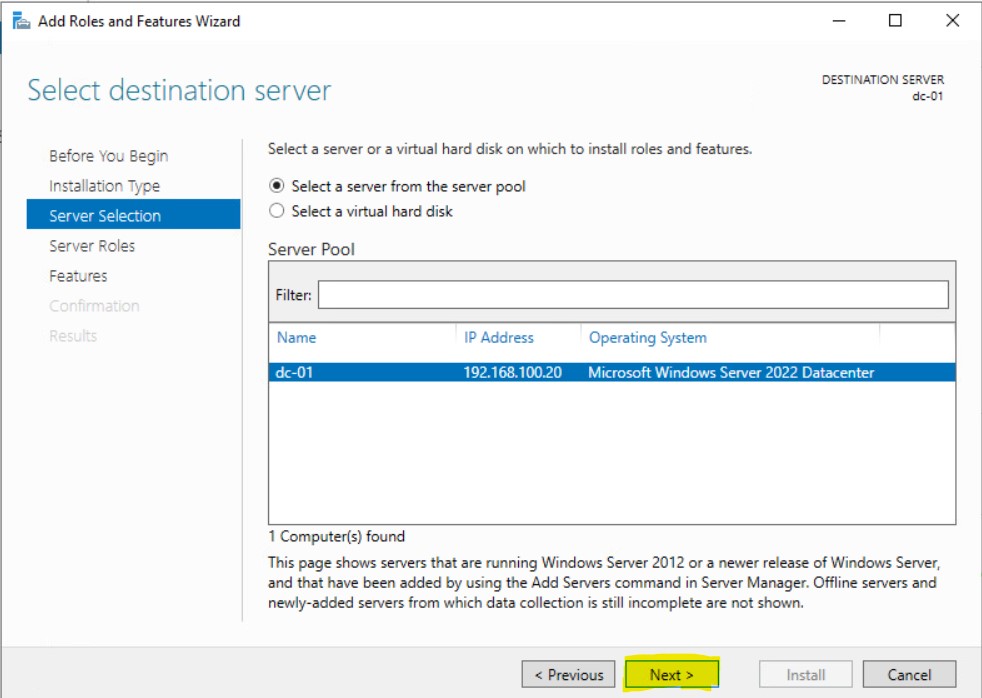 Add Roles and Features Wizard
Select destination server
DESTINATION SERVER
dc-01
Before You Begin
Installation Type
Server Selection
Server Roles
Features
Confirmation
Results
Select a server or a virtual hard disk on which to install roles and features.
Select a server from the server pool
Select a virtual hard disk
Server Pool
Filter:
Name IP Address Operating System
dc-01 192.168.100.20 Microsoft Windows Server 2022 Datacenter
1 Computer(s) found
This page shows servers that are running Windows Server 2012 or a newer release of Windows Server,
and that have been added by using the Add Servers command in Server Manager. Offline servers and
newly-added servers from which data collection is still incomplete are not shown.
< Previous Next > Install Cancel